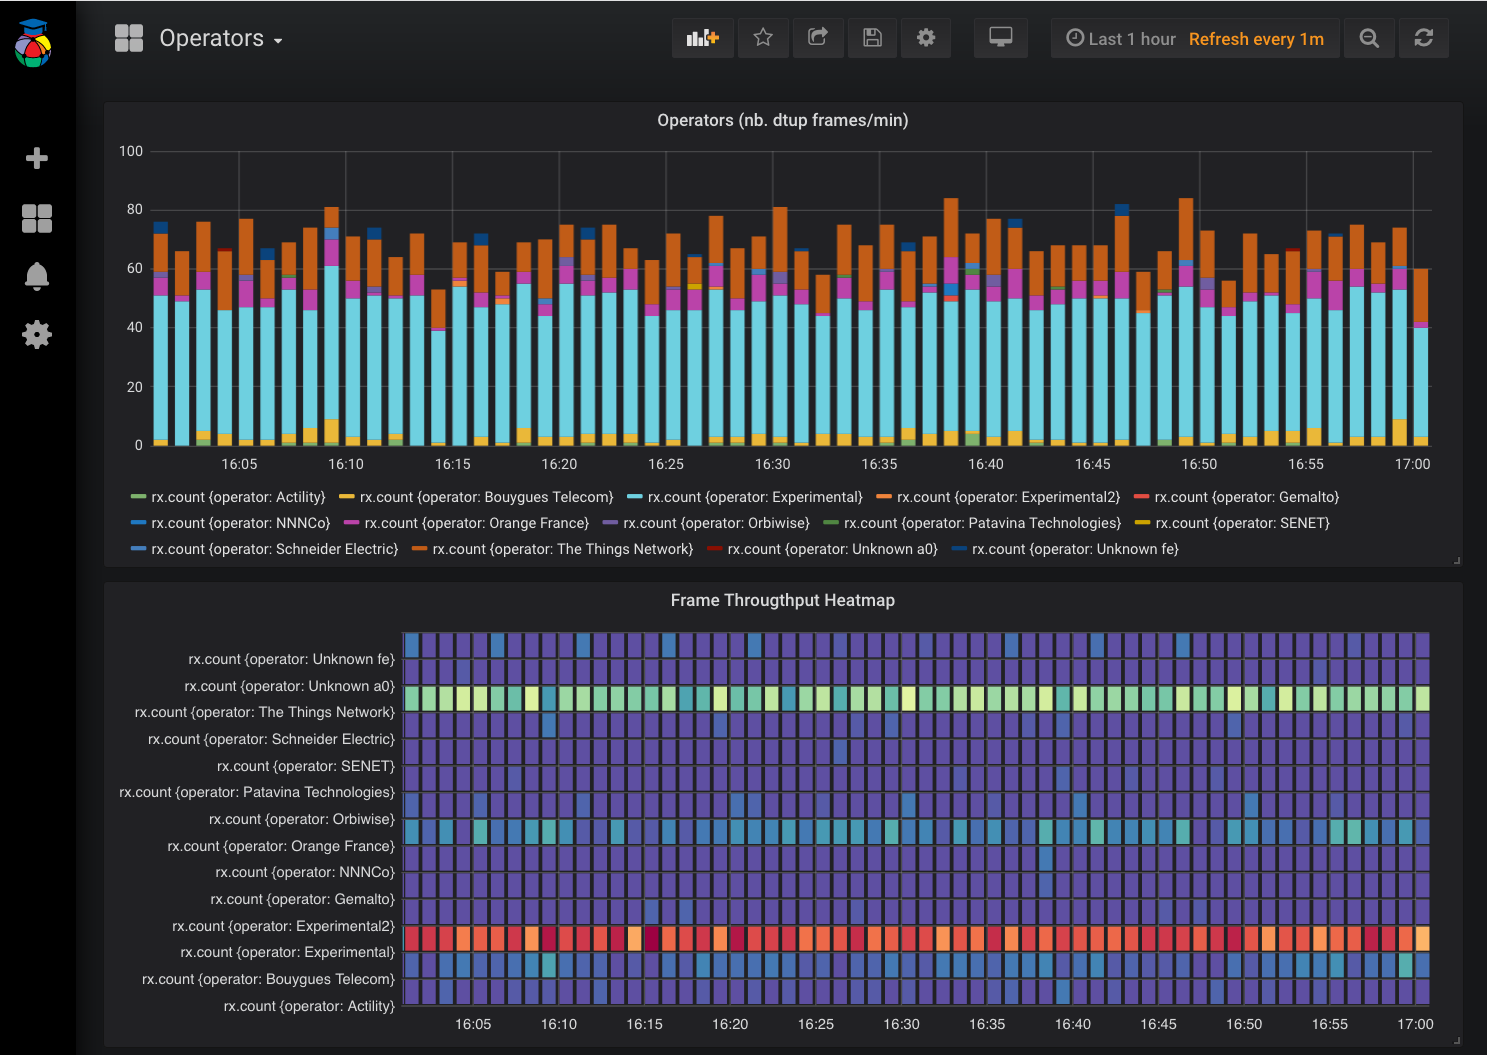 Operators
Last 1 hour Refresh every 1m
Operators (nb. dtup frames/min)
100
80
60
40
20
0
16:05 16:10 16:15 16:20 16:25 16:30 16:35 16:40 16:45 16:50 16:55 17:00
rx.count {operator: Actility} rx.count {operator: Bouygues Telecom} rx.count {operator: Experimental} rx.count {operator: Experimental2} rx.count {operator: Gemalto}
rx.count {operator: NNNCo} rx.count {operator: Orange France} rx.count {operator: Orbiwise} rx.count {operator: Patavina Technologies} rx.count {operator: SENET}
rx.count {operator: Schneider Electric} rx.count {operator: The Things Network} rx.count {operator: Unknown a0} rx.count {operator: Unknown fe}
Frame Througthput Heatmap
rx.count {operator: Unknown fe}
rx.count {operator: Unknown a0}
rx.count {operator: The Things Network}
rx.count {operator: Schneider Electric}
rx.count {operator: SENET}
rx.count {operator: Patavina Technologies}
rx.count {operator: Orbiwise}
rx.count {operator: Orange France}
rx.count {operator: NNNCo}
rx.count {operator: Gemalto}
rx.count {operator: Experimental2}
rx.count {operator: Experimental}
rx.count {operator: Bouygues Telecom}
rx.count {operator: Actility}
16:05 16:10 16:15 16:20 16:25 16:30 16:35 16:40 16:45 16:50 16:55 17:00